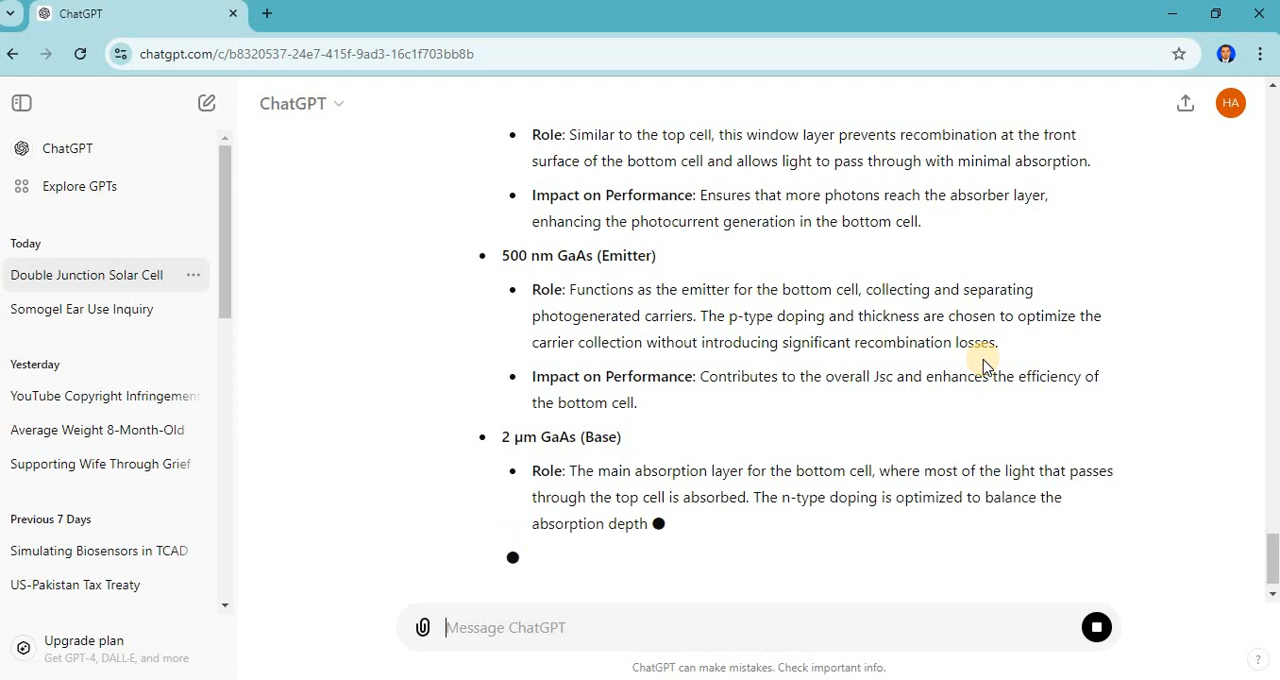 ChatGPT
chatgpt.com/c/b8320537-24e7-415f-9ad3-16c1f703bb8b
ChatGPT
HA
ChatGPT
Explore GPTs
Today
Double Junction Solar Cell
Somogel Ear Use Inquiry
Yesterday
YouTube Copyright Infringemen
Average Weight 8-Month-Old
Supporting Wife Through Grief
Previous 7 Days
Simulating Biosensors in TCAD
US-Pakistan Tax Treaty
Upgrade plan
Get GPT-4, DALL·E, and more
Role: Similar to the top cell, this window layer prevents recombination at the front
surface of the bottom cell and allows light to pass through with minimal absorption.
Impact on Performance: Ensures that more photons reach the absorber layer,
enhancing the photocurrent generation in the bottom cell.
500 nm GaAs (Emitter)
Role: Functions as the emitter for the bottom cell, collecting and separating
photogenerated carriers. The p-type doping and thickness are chosen to optimize the
carrier collection without introducing significant recombination losses.
Impact on Performance: Contributes to the overall Jsc and enhances the efficiency of
the bottom cell.
2 μm GaAs (Base)
Role: The main absorption layer for the bottom cell, where most of the light that passes
through the top cell is absorbed. The n-type doping is optimized to balance the
absorption depth
Message ChatGPT
ChatGPT can make mistakes. Check important info.
?